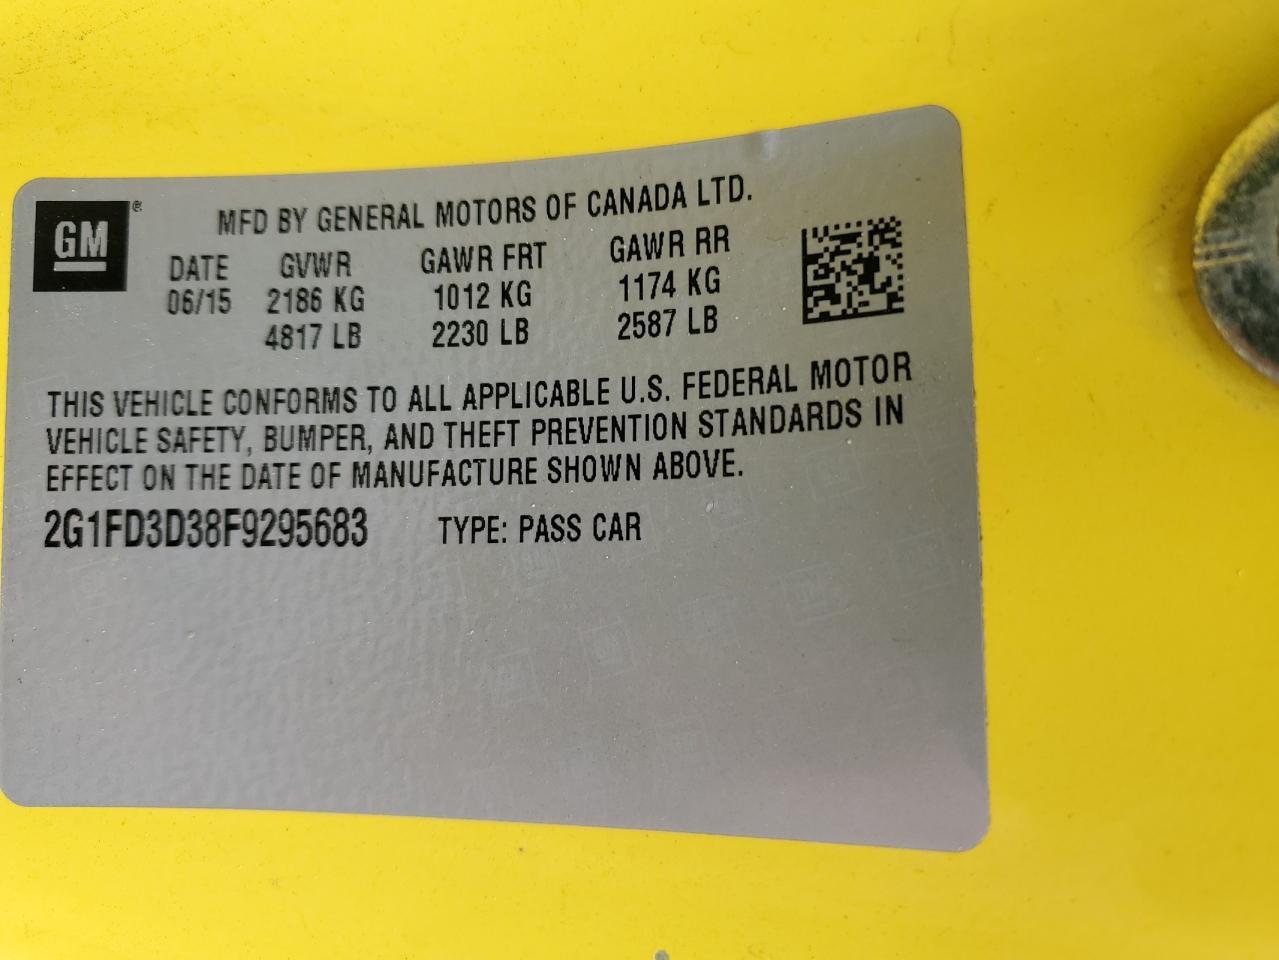 GM®
MFD BY GENERAL MOTORS OF CANADA LTD.
DATE GVWR GAWR FRT GAWR RR
06/15 2186 KG 1012 KG 1174 KG
4817 LB 2230 LB 2587 LB
THIS VEHICLE CONFORMS TO ALL APPLICABLE U.S. FEDERAL MOTOR
VEHICLE SAFETY, BUMPER, AND THEFT PREVENTION STANDARDS IN
EFFECT ON THE DATE OF MANUFACTURE SHOWN ABOVE.
2G1FD3D38F9295683 TYPE: PASS CAR